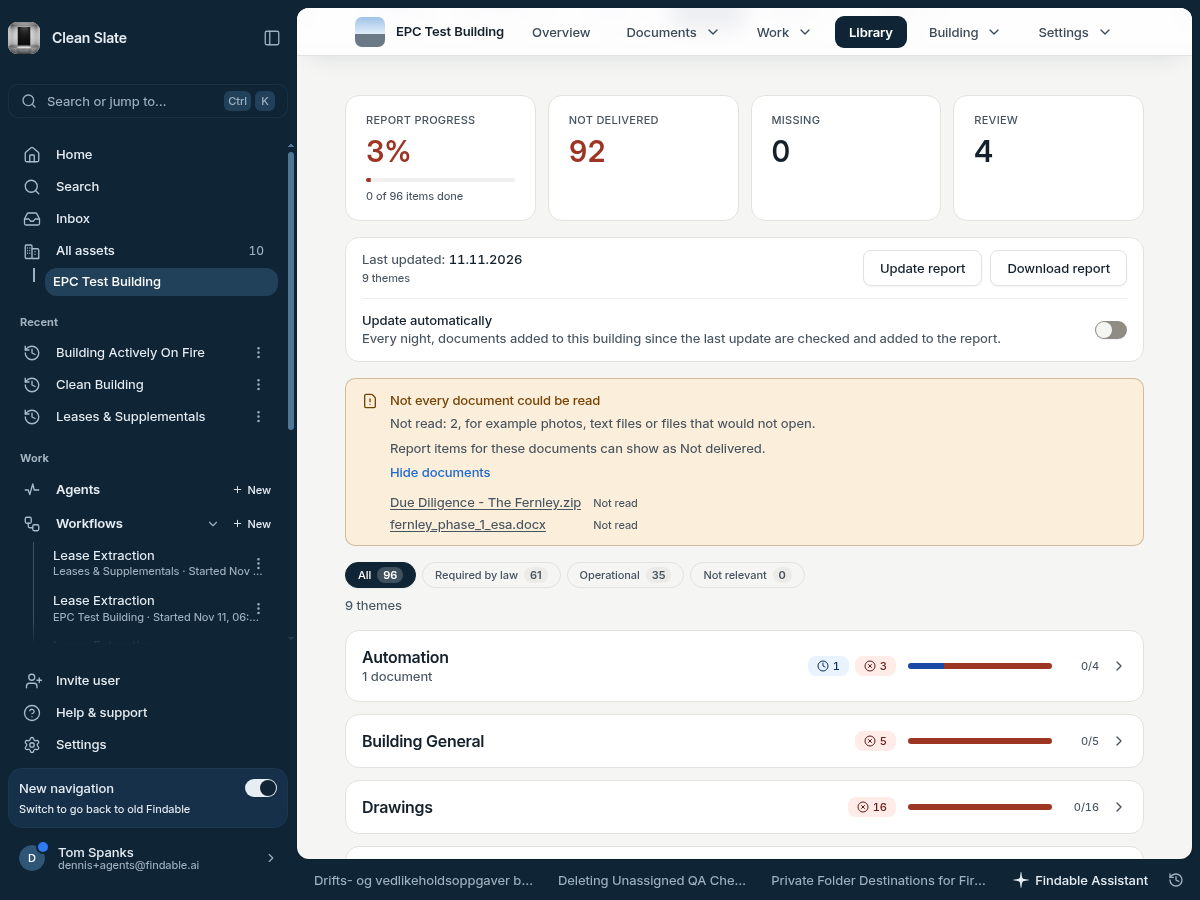 Clean Slate
Search or jump to...
Ctrl
K
Home
Search
Inbox
All assets
10
EPC Test Building
Recent
Building Actively On Fire
Clean Building
Leases & Supplementals
Work
Agents
+ New
Workflows
+ New
Lease Extraction
Leases & Supplementals · Started Nov ...
Lease Extraction
EPC Test Building · Started Nov 11, 06:...
Invite user
Help & support
Settings
New navigation
Switch to go back to old Findable
D
Tom Spanks
dennis+agents@findable.ai
EPC Test Building
Overview
Documents
Work
Library
Building
Settings
REPORT PROGRESS
3%
0 of 96 items done
NOT DELIVERED
92
MISSING
0
REVIEW
4
Last updated: 11.11.2026
9 themes
Update report
Download report
Update automatically
Every night, documents added to this building since the last update are checked and added to the report.
Not every document could be read
Not read: 2, for example photos, text files or files that would not open.
Report items for these documents can show as Not delivered.
Hide documents
Due Diligence - The Fernley.zip Not read
fernley_phase_1_esa.docx Not read
All 96
Required by law 61
Operational 35
Not relevant 0
9 themes
Automation
1 document
1
3
0/4
Building General
5
0/5
Drawings
16
0/16
Drifts- og vedlikeholdsoppgaver b...
Deleting Unassigned QA Che...
Private Folder Destinations for Fir...
Findable Assistant